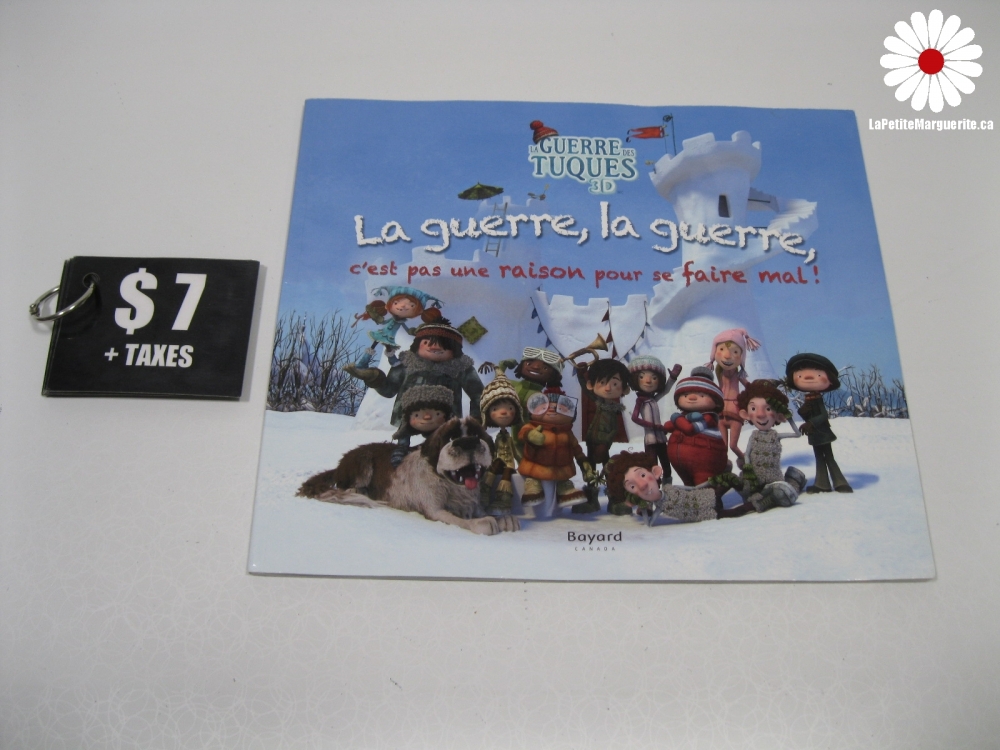 LaPetiteMarguerite.ca
LA GUERRE DES
TUQUES
3D
La guerre, la guerre,
c'est pas une raison pour se faire mal !
$ 7
+ TAXES
Bayard
CANADA